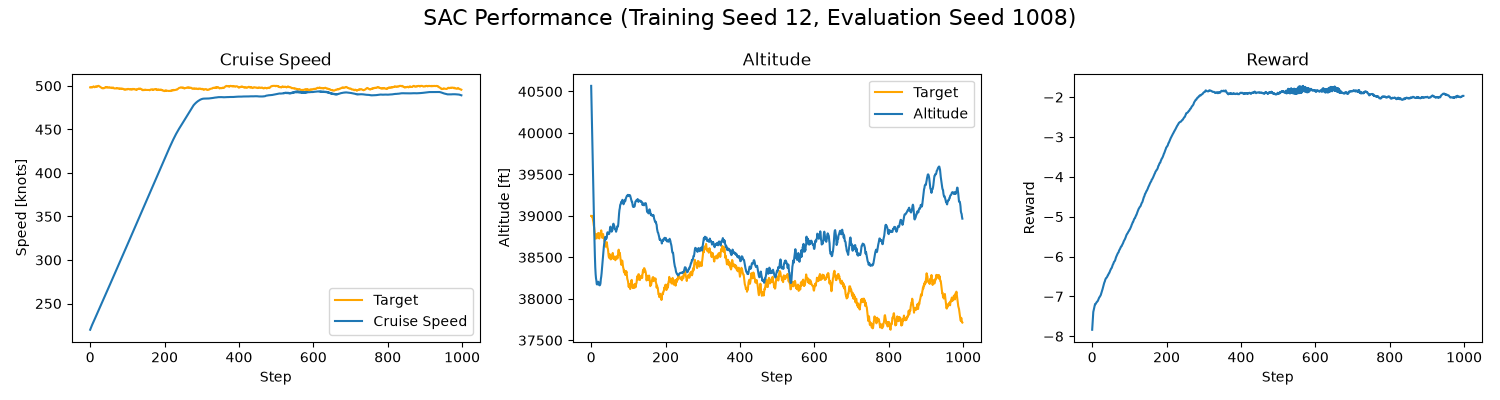 SAC Performance (Training Seed 12, Evaluation Seed 1008)
Cruise Speed
Speed [knots]
500
450
400
350
300
250
0
200
400
600
800
1000
Step
Target
Cruise Speed
Altitude
Altitude [ft]
40500
40000
39500
39000
38500
38000
37500
0
200
400
600
800
1000
Step
Target
Altitude
Reward
Reward
−2
−3
−4
−5
−6
−7
−8
0
200
400
600
800
1000
Step